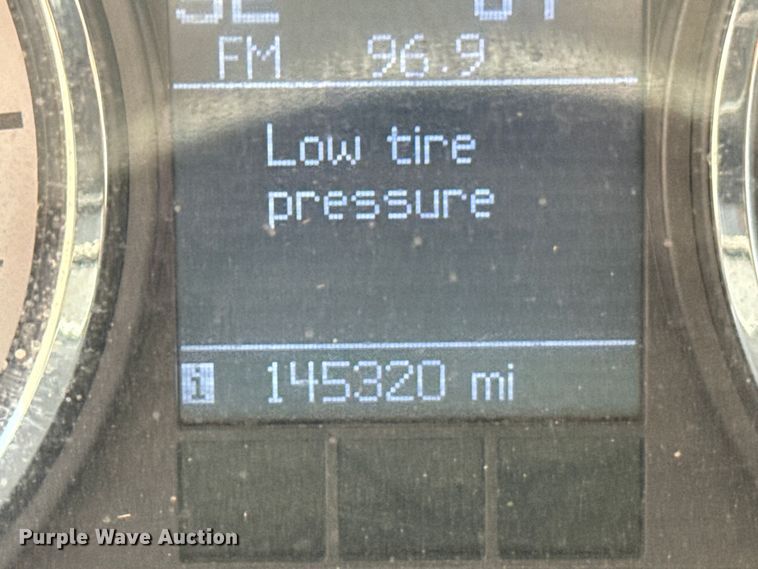 FM 96.9
Low tire
pressure
i 145320 mi
Purple Wave Auction